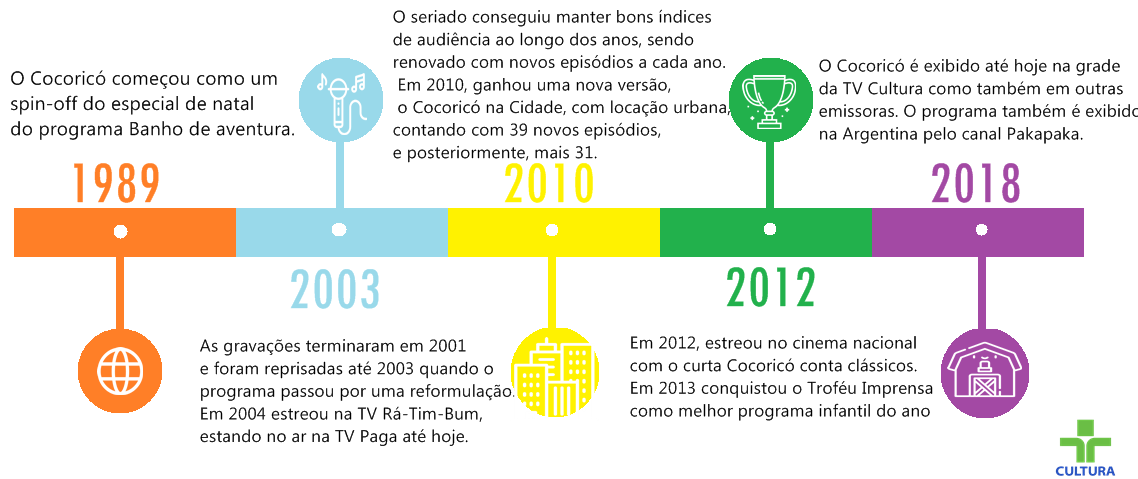 O Cocoricó começou como um
spin-off do especial de natal
do programa Banho de aventura.
1989
2003
As gravações terminaram em 2001
e foram reprisadas até 2003 quando o
programa passou por uma reformulação.
Em 2004 estreou na TV Rá-Tim-Bum,
estando no ar na TV Paga até hoje.
O seriado conseguiu manter bons índices
de audiência ao longo dos anos, sendo
renovado com novos episódios a cada ano.
Em 2010, ganhou uma nova versão,
o Cocoricó na Cidade, com locação urbana,
contando com 39 novos episódios,
e posteriormente, mais 31.
2010
2012
Em 2012, estreou no cinema nacional
com o curta Cocoricó conta clássicos.
Em 2013 conquistou o Troféu Imprensa
como melhor programa infantil do ano
O Cocoricó é exibido até hoje na grade
da TV Cultura como também em outras
emissoras. O programa também é exibido
na Argentina pelo canal Pakapaka.
2018
CULTURA